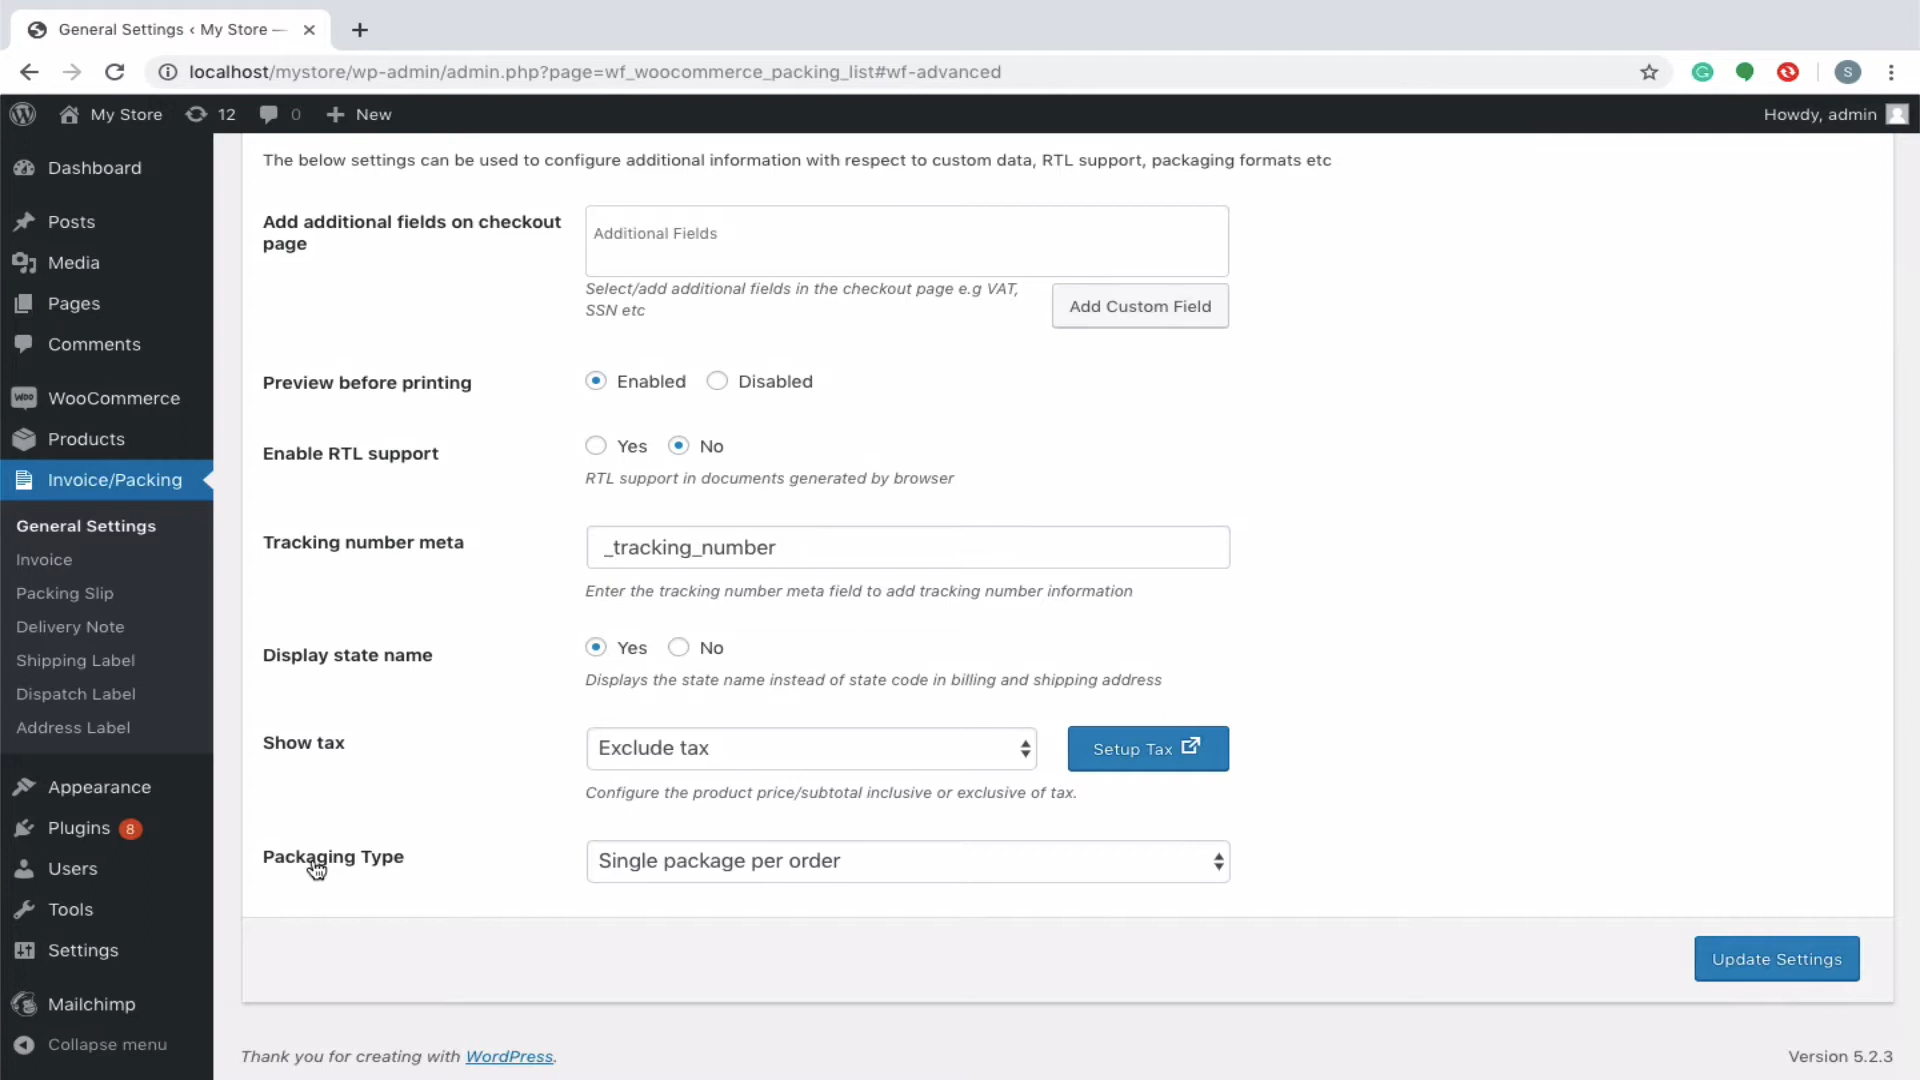 General Settings ‹ My Store —
localhost/mystore/wp-admin/admin.php?page=wf_woocommerce_packing_list#wf-advanced
S
My Store
12
0
New
Howdy, admin
Dashboard
Posts
Media
Pages
Comments
WooCommerce
Products
Invoice/Packing
General Settings
Invoice
Packing Slip
Delivery Note
Shipping Label
Dispatch Label
Address Label
Appearance
Plugins 8
Users
Tools
Settings
Mailchimp
Collapse menu
The below settings can be used to configure additional information with respect to custom data, RTL support, packaging formats etc
Add additional fields on checkout
page
Additional Fields
Select/add additional fields in the checkout page e.g VAT,
SSN etc
Add Custom Field
Preview before printing
Enabled Disabled
Enable RTL support
Yes No
RTL support in documents generated by browser
Tracking number meta
_tracking_number
Enter the tracking number meta field to add tracking number information
Display state name
Yes No
Displays the state name instead of state code in billing and shipping address
Show tax
Exclude tax
Setup Tax
Configure the product price/subtotal inclusive or exclusive of tax.
Packaging Type
Single package per order
Update Settings
Thank you for creating with WordPress.
Version 5.2.3